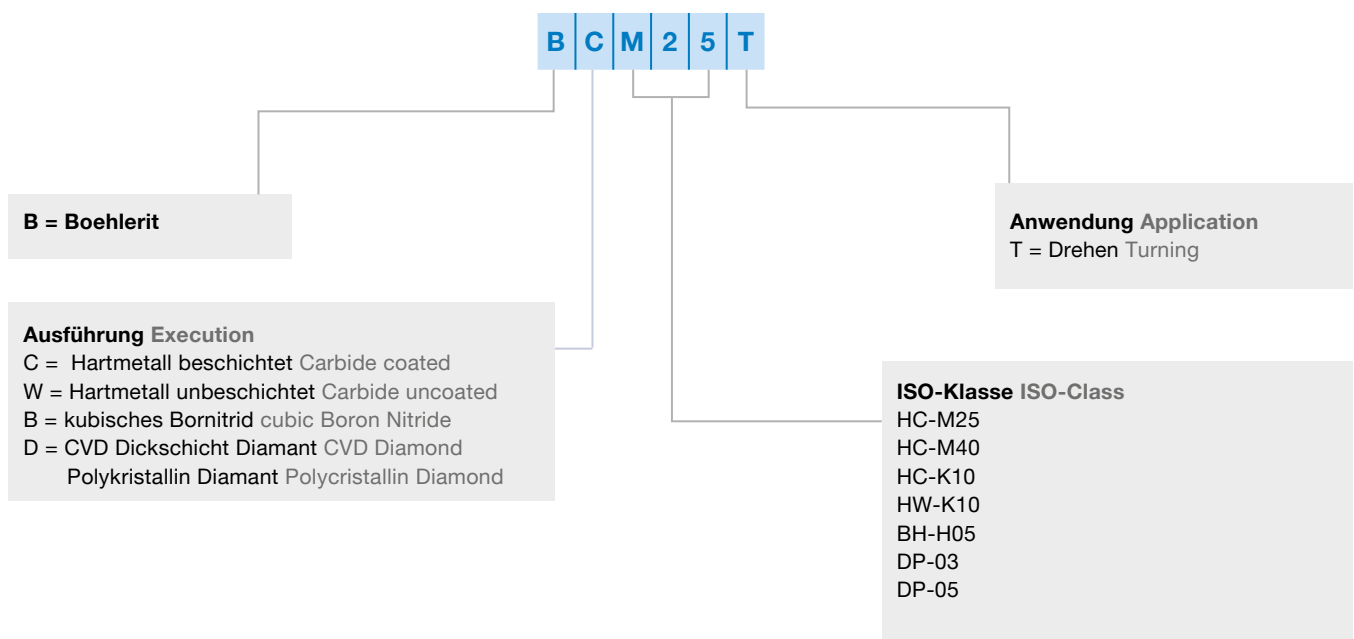 B C M 2 5 T
B = Boehlerit
Ausführung Execution
C = Hartmetall beschichtet Carbide coated
W = Hartmetall unbeschichtet Carbide uncoated
B = kubisches Bornitrid cubic Boron Nitride
D = CVD Dickschicht Diamant CVD Diamond
Polykristallin Diamant Polycristallin Diamond
Anwendung Application
T = Drehen Turning
ISO-Klasse ISO-Class
HC-M25
HC-M40
HC-K10
HW-K10
BH-H05
DP-03
DP-05